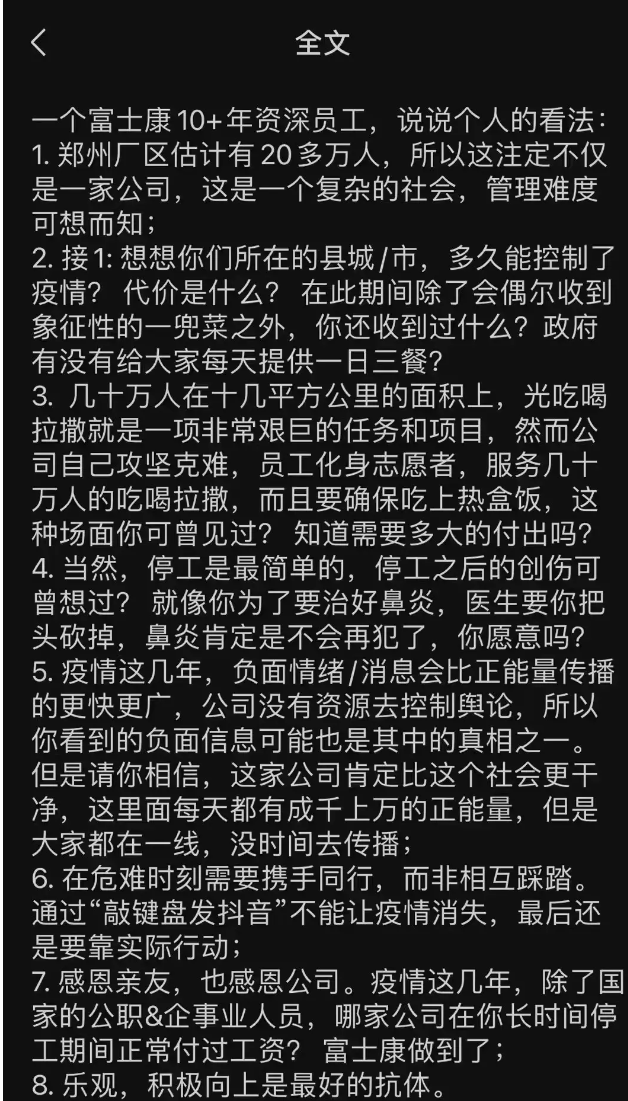 全文
一个富士康10+年资深员工，说说个人的看法：
1. 郑州厂区估计有20多万人，所以这注定不仅
是一家公司，这是一个复杂的社会，管理难度
可想而知；
2. 接1: 想想你们所在的县城/市，多久能控制了
疫情？ 代价是什么？ 在此期间除了会偶尔收到
象征性的一兜菜之外，你还收到过什么？政府
有没有给大家每天提供一日三餐？
3. 几十万人在十几平方公里的面积上，光吃喝
拉撒就是一项非常艰巨的任务和项目，然而公
司自己攻坚克难，员工化身志愿者，服务几十
万人的吃喝拉撒，而且要确保吃上热盒饭，这
种场面你可曾见过？ 知道需要多大的付出吗？
4. 当然，停工是最简单的，停工之后的创伤可
曾想过？ 就像你为了要治好鼻炎，医生要你把
头砍掉，鼻炎肯定是不会再犯了，你愿意吗？
5. 疫情这几年，负面情绪/消息会比正能量传播
的更快更广，公司没有资源去控制舆论，所以
你看到的负面信息可能也是其中的真相之一。
但是请你相信，这家公司肯定比这个社会更干
净，这里面每天都有成千上万的正能量，但是
大家都在一线，没时间去传播；
6. 在危难时刻需要携手同行，而非相互踩踏。
通过“敲键盘发抖音”不能让疫情消失，最后还
是要靠实际行动；
7. 感恩亲友，也感恩公司。疫情这几年，除了国
家的公职&企事业人员，哪家公司在你长时间停
工期间正常付过工资？ 富士康做到了；
8. 乐观，积极向上是最好的抗体。